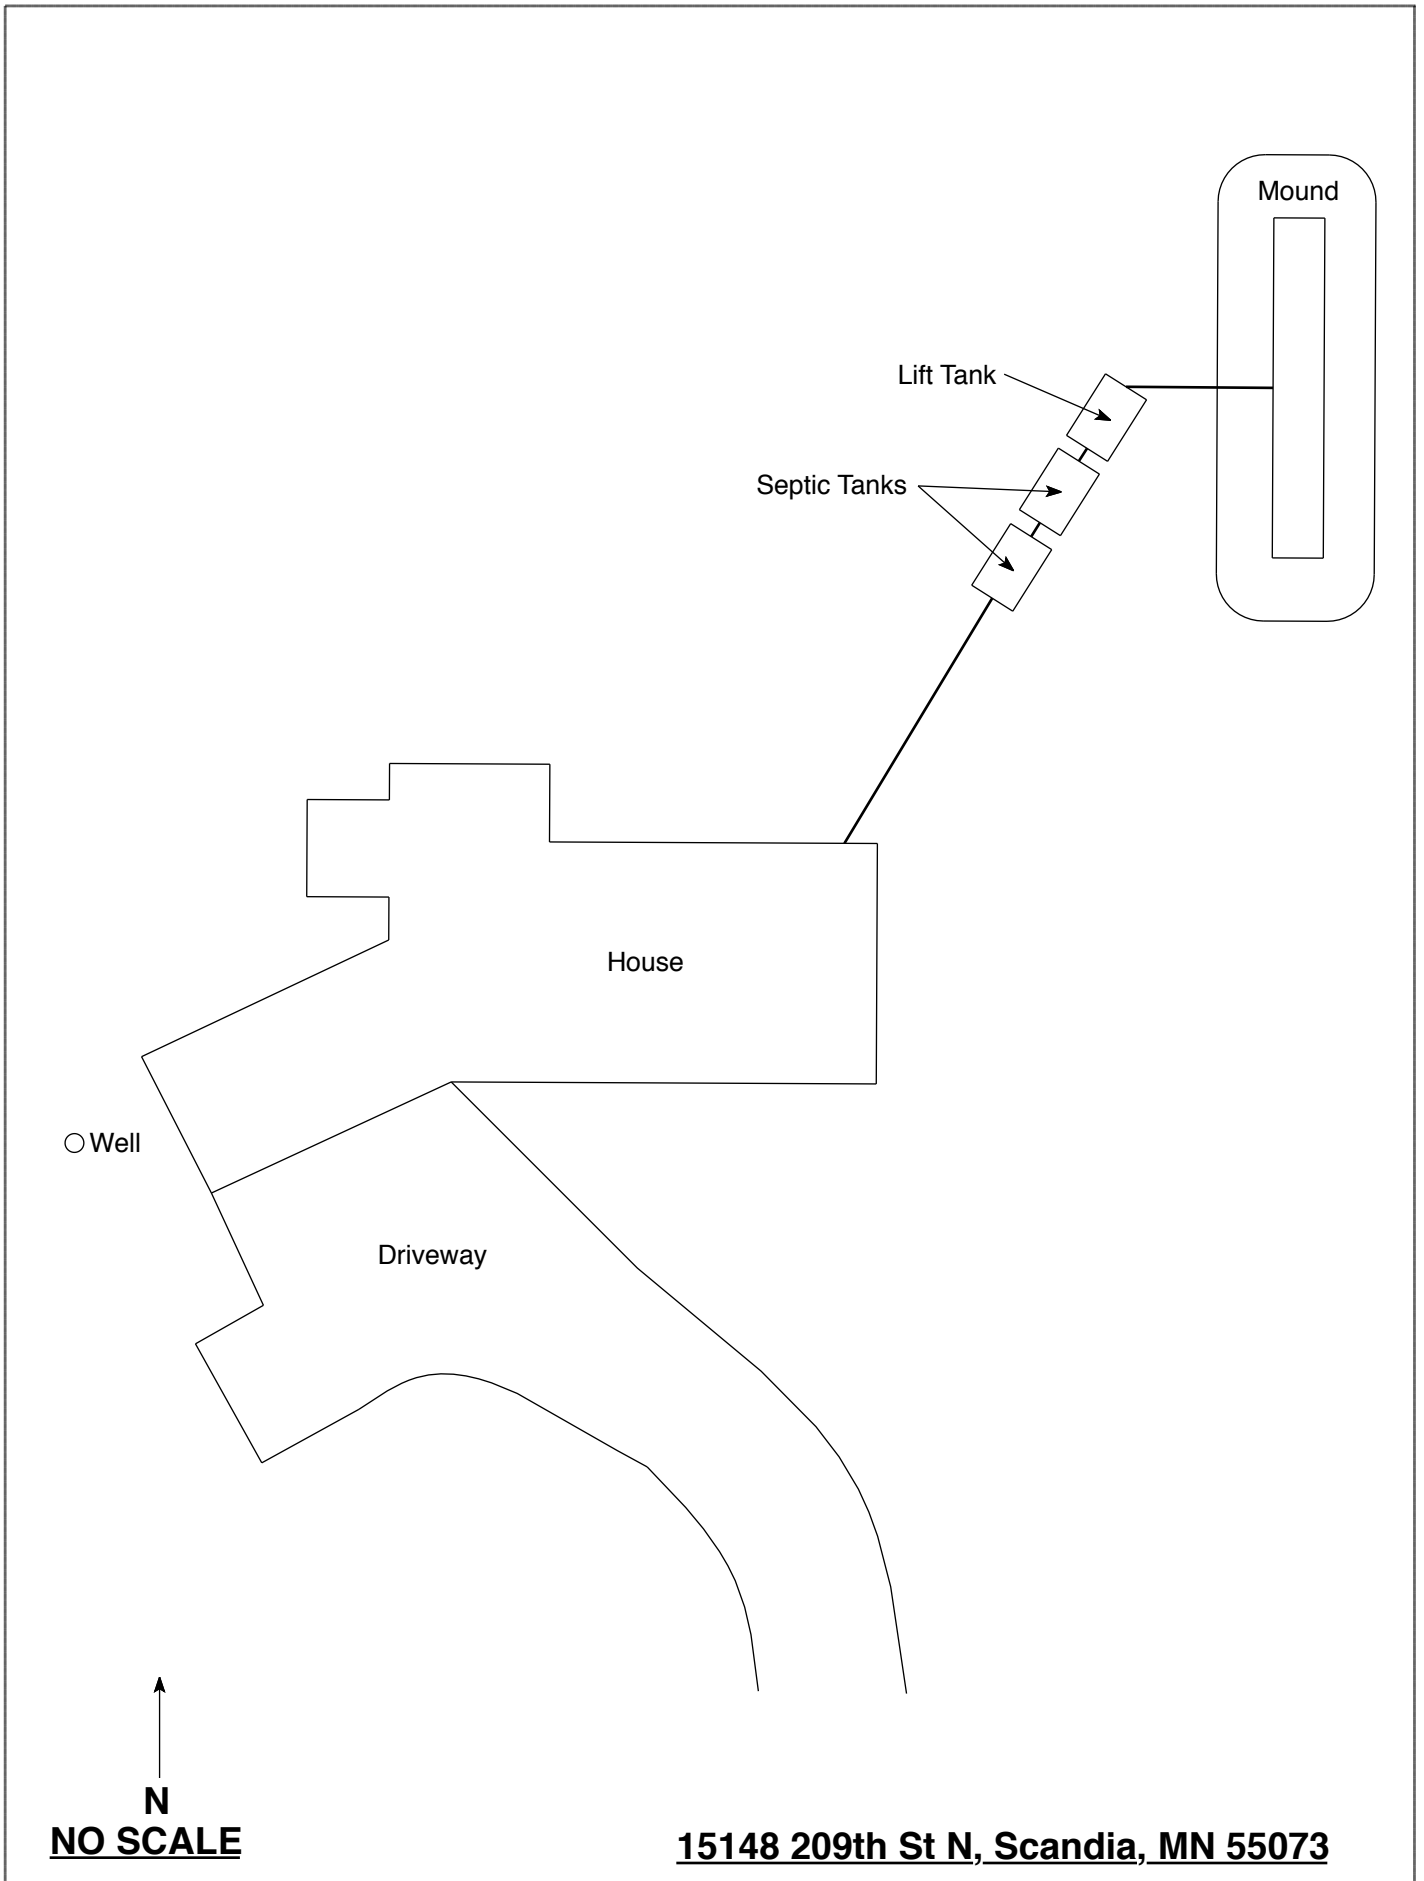 Mound
Lift Tank
Septic Tanks
House
Well
Driveway
N
NO SCALE
15148 209th St N, Scandia, MN 55073